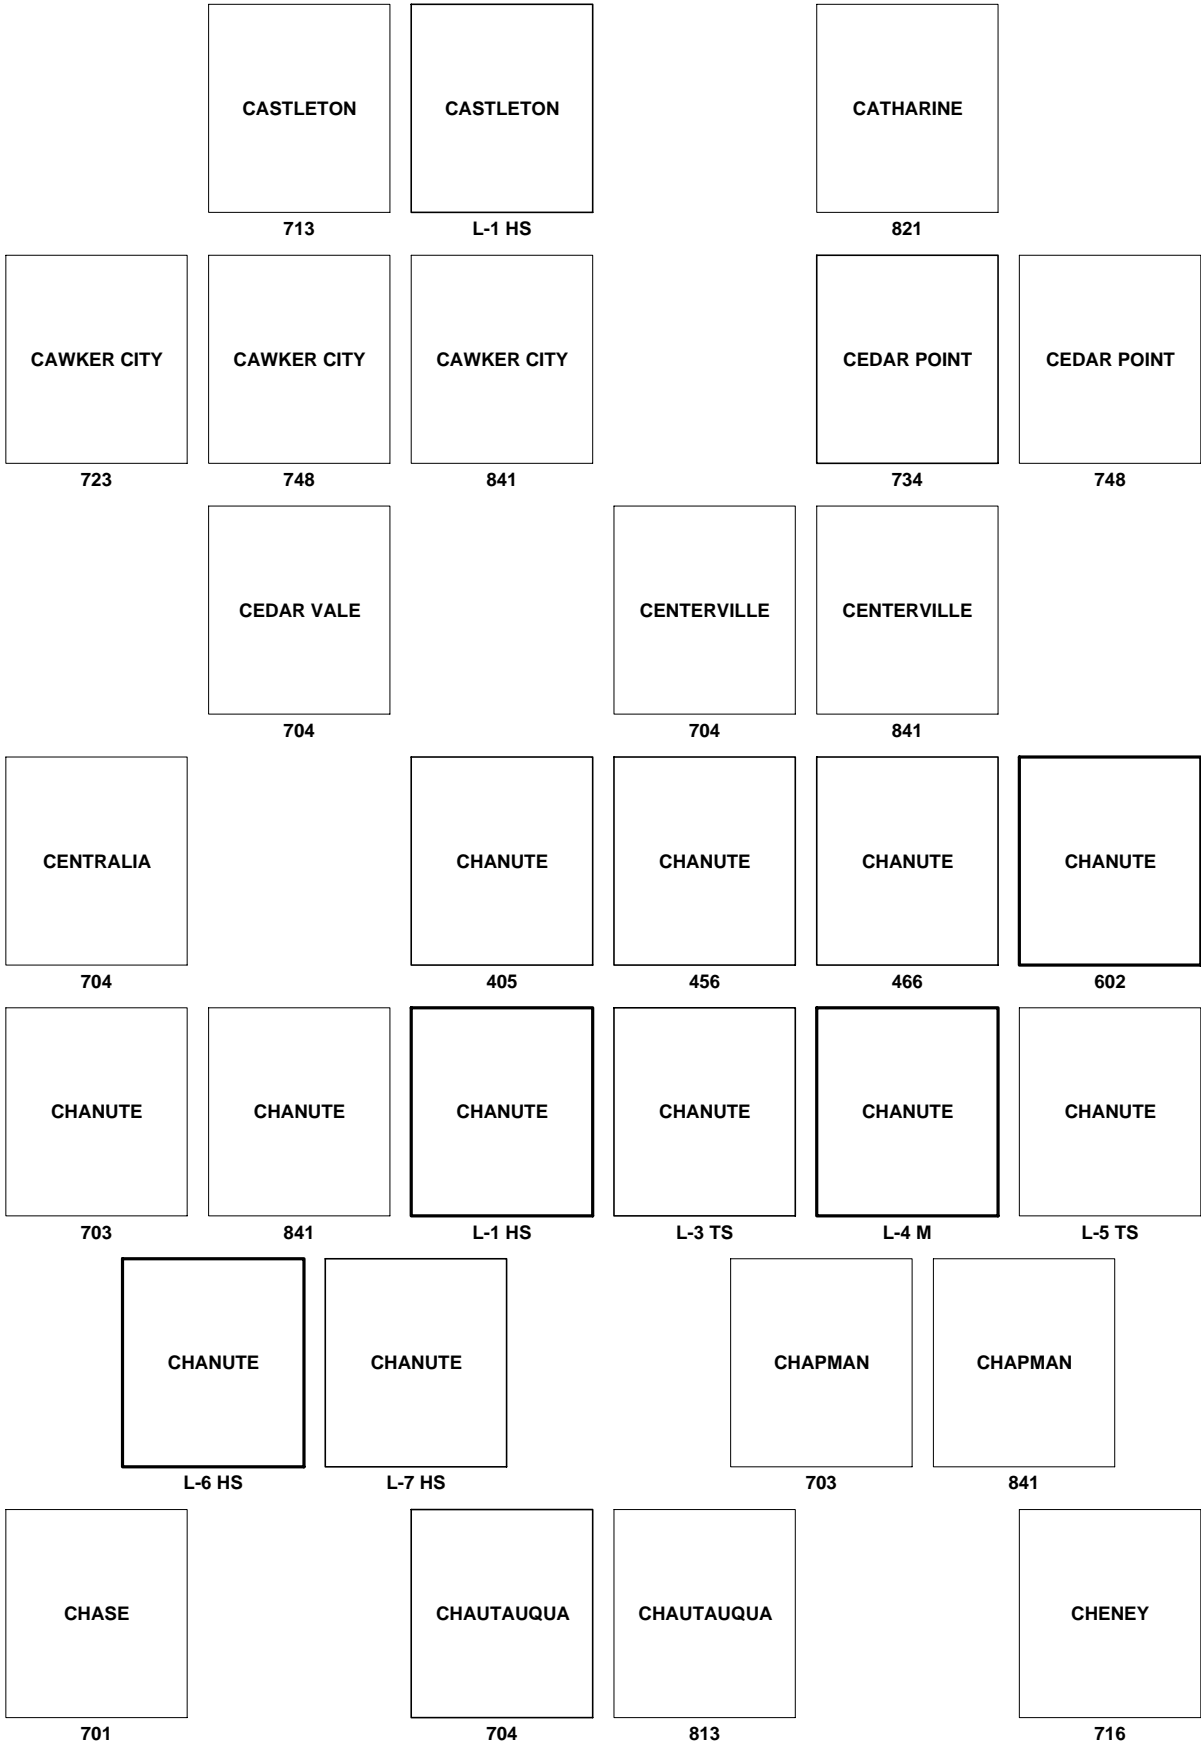 CASTLETON CASTLETON CATHARINE
713 L-1 HS 821
CAWKER CITY CAWKER CITY CAWKER CITY CEDAR POINT CEDAR POINT
723 748 841 734 748
CEDAR VALE CENTERVILLE CENTERVILLE
704 704 841
CENTRALIA CHANUTE CHANUTE CHANUTE CHANUTE
704 405 456 466 602
CHANUTE CHANUTE CHANUTE CHANUTE CHANUTE CHANUTE
703 841 L-1 HS L-3 TS L-4 M L-5 TS
CHANUTE CHANUTE CHAPMAN CHAPMAN
L-6 HS L-7 HS 703 841
CHASE CHAUTAUQUA CHAUTAUQUA CHENEY
701 704 813 716